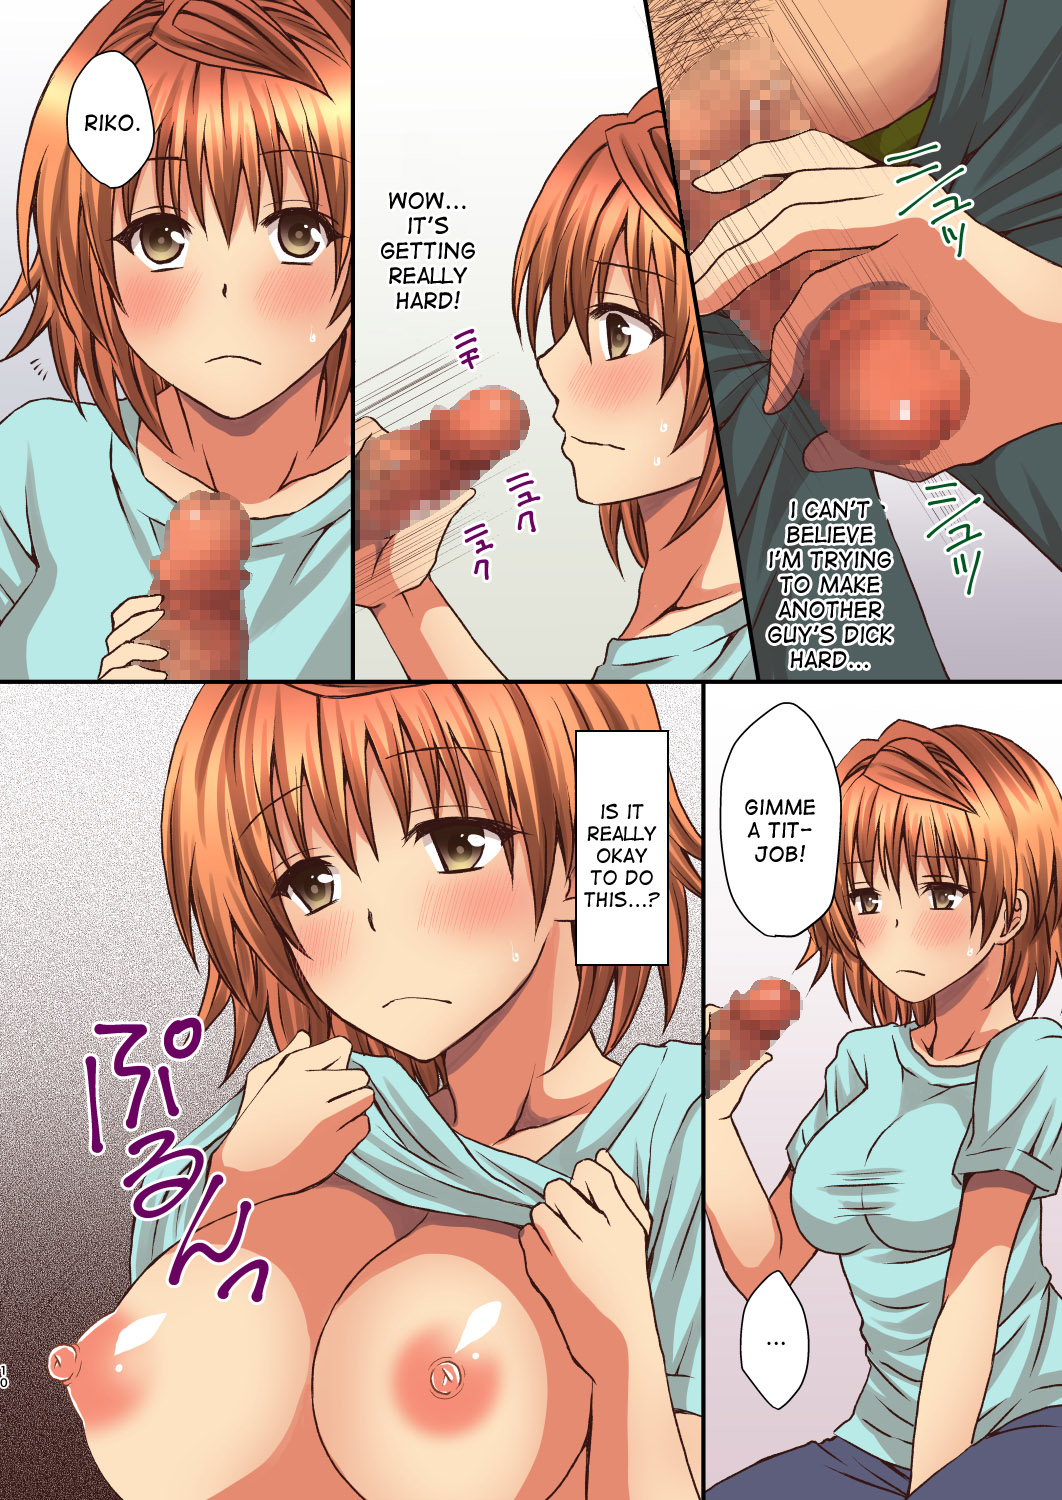 I CAN'T
BELIEVE
I'M TRYING
TO MAKE
ANOTHER
GUY'S DICK
HARD...
シュッ
シュッ
WOW...
IT'S
GETTING
REALLY
HARD!
ニチ
ニュク
ニュク
RIKO.
GIMME
A TIT-
JOB!
...
IS IT
REALLY
OKAY
TO DO
THIS...?
ぷるんっ
10